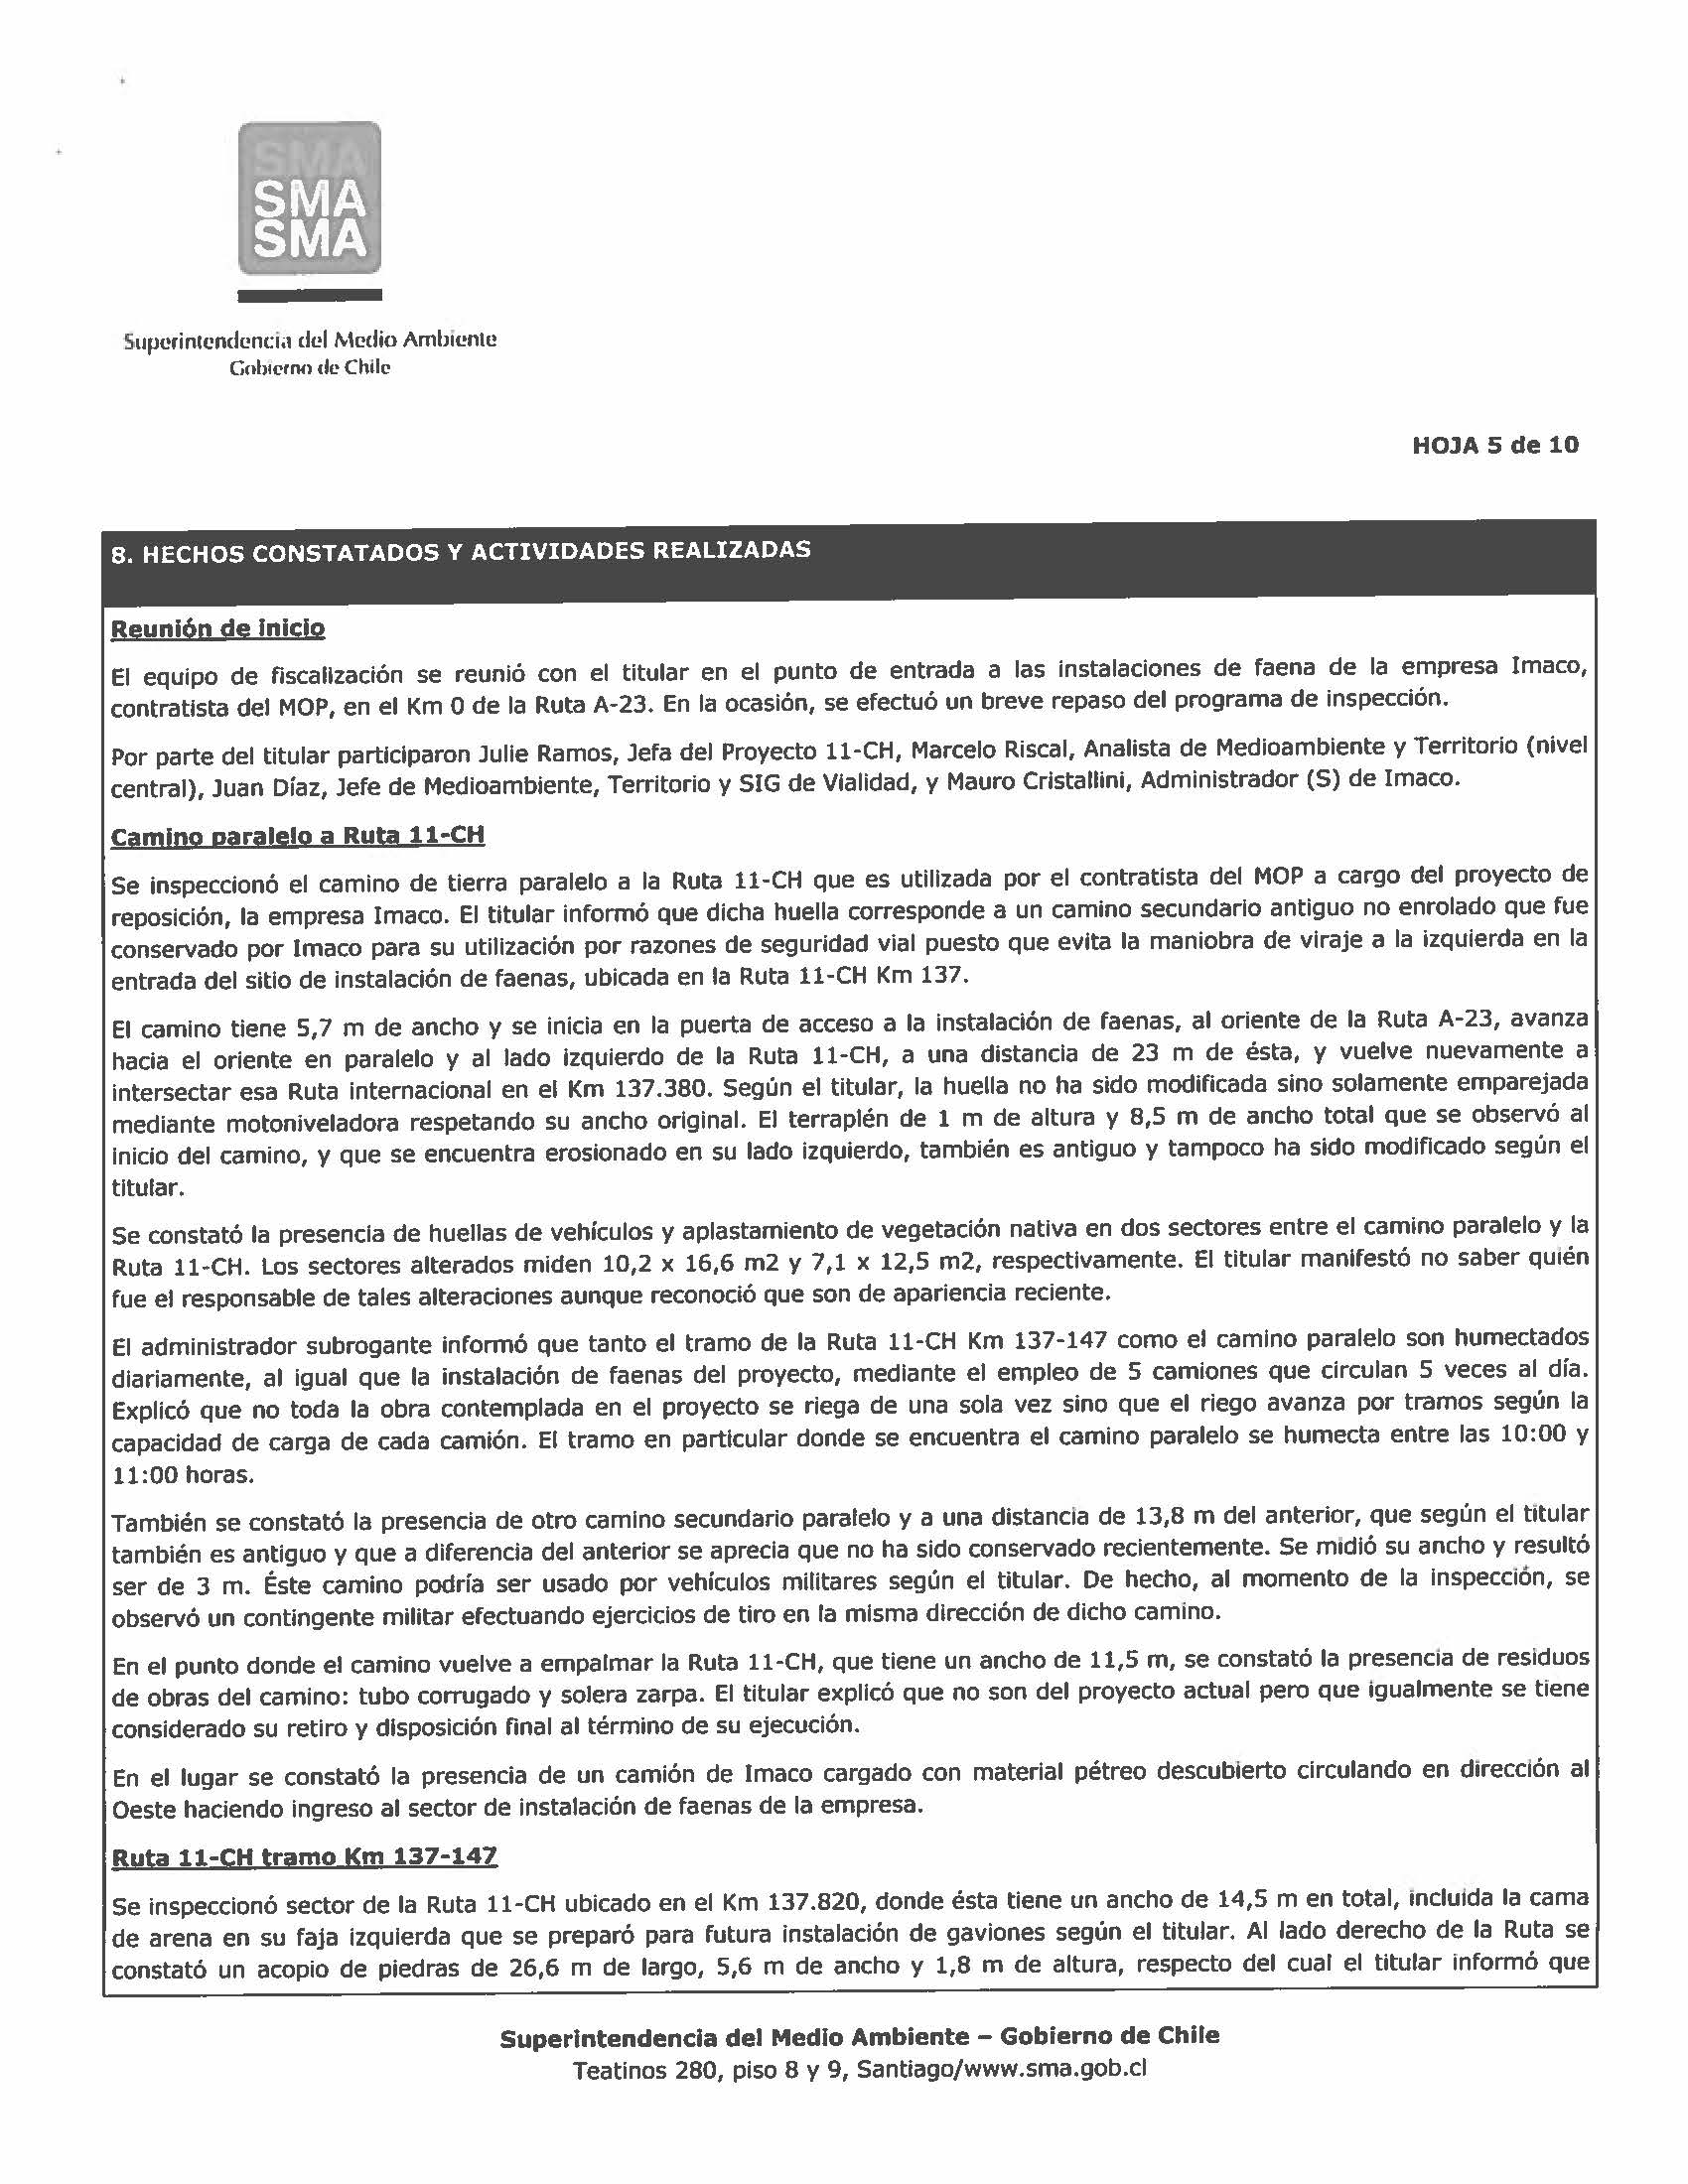 SMA
SMA
SMA
Superintendencia del Medio Ambiente
Gobierno de Chile
HOJA 5 de 10
8. HECHOS CONSTATADOS Y ACTIVIDADES REALIZADAS
Reunión de inicio
El equipo de fiscalización se reunió con el titular en el punto de entrada a las instalaciones de faena de la empresa Imaco,
contratista del MOP, en el Km 0 de la Ruta A-23. En la ocasión, se efectuó un breve repaso del programa de inspección.
Por parte del titular participaron Julie Ramos, Jefa del Proyecto 11-CH, Marcelo Riscal, Analista de Medioambiente y Territorio (nivel
central), Juan Díaz, Jefe de Medioambiente, Territorio y SIG de Vialidad, y Mauro Cristallini, Administrador (S) de Imaco.
Camino paralelo a Ruta 11-CH
Se inspeccionó el camino de tierra paralelo a la Ruta 11-CH que es utilizada por el contratista del MOP a cargo del proyecto de
reposición, la empresa Imaco. El titular informó que dicha huella corresponde a un camino secundario antiguo no enrolado que fue
conservado por Imaco para su utilización por razones de seguridad vial puesto que evita la maniobra de viraje a la izquierda en la
entrada del sitio de instalación de faenas, ubicada en la Ruta 11-CH Km 137.
El camino tiene 5,7 m de ancho y se inicia en la puerta de acceso a la instalación de faenas, al oriente de la Ruta A-23, avanza
hacia el oriente en paralelo y al lado izquierdo de la Ruta 11-CH, a una distancia de 23 m de ésta, y vuelve nuevamente a
intersectar esa Ruta internacional en el Km 137.380. Según el titular, la huella no ha sido modificada sino solamente emparejada
mediante motoniveladora respetando su ancho original. El terraplén de 1 m de altura y 8,5 m de ancho total que se observó al
inicio del camino, y que se encuentra erosionado en su lado izquierdo, también es antiguo y tampoco ha sido modificado según el
titular.
Se constató la presencia de huellas de vehículos y aplastamiento de vegetación nativa en dos sectores entre el camino paralelo y la
Ruta 11-CH. Los sectores alterados miden 10,2 x 16,6 m2 y 7,1 x 12,5 m2, respectivamente. El titular manifestó no saber quién
fue el responsable de tales alteraciones aunque reconoció que son de apariencia reciente.
El administrador subrogante informó que tanto el tramo de la Ruta 11-CH Km 137-147 como el camino paralelo son humectados
diariamente, al igual que la instalación de faenas del proyecto, mediante el empleo de 5 camiones que circulan 5 veces al día.
Explicó que no toda la obra contemplada en el proyecto se riega de una sola vez sino que el riego avanza por tramos según la
capacidad de carga de cada camión. El tramo en particular donde se encuentra el camino paralelo se humecta entre las 10:00 y
11:00 horas.
También se constató la presencia de otro camino secundario paralelo y a una distancia de 13,8 m del anterior, que según el titular
también es antiguo y que a diferencia del anterior se aprecia que no ha sido conservado recientemente. Se midió su ancho y resultó
ser de 3 m. Éste camino podría ser usado por vehículos militares según el titular. De hecho, al momento de la inspección, se
observó un contingente militar efectuando ejercicios de tiro en la misma dirección de dicho camino.
En el punto donde el camino vuelve a empalmar la Ruta 11-CH, que tiene un ancho de 11,5 m, se constató la presencia de residuos
de obras del camino: tubo corrugado y solera zarpa. El titular explicó que no son del proyecto actual pero que igualmente se tiene
considerado su retiro y disposición final al término de su ejecución.
En el lugar se constató la presencia de un camión de Imaco cargado con material pétreo descubierto circulando en dirección al
Oeste haciendo ingreso al sector de instalación de faenas de la empresa.
Ruta 11-CH tramo Km 137-147
Se inspeccionó sector de la Ruta 11-CH ubicado en el Km 137.820, donde ésta tiene un ancho de 14,5 m en total, incluida la cama
de arena en su faja izquierda que se preparó para futura instalación de gaviones según el titular. Al lado derecho de la Ruta se
constató un acopio de piedras de 26,6 m de largo, 5,6 m de ancho y 1,8 m de altura, respecto del cual el titular informó que
Superintendencia del Medio Ambiente – Gobierno de Chile
Teatinos 280, piso 8 y 9, Santiago/www.sma.gob.cl